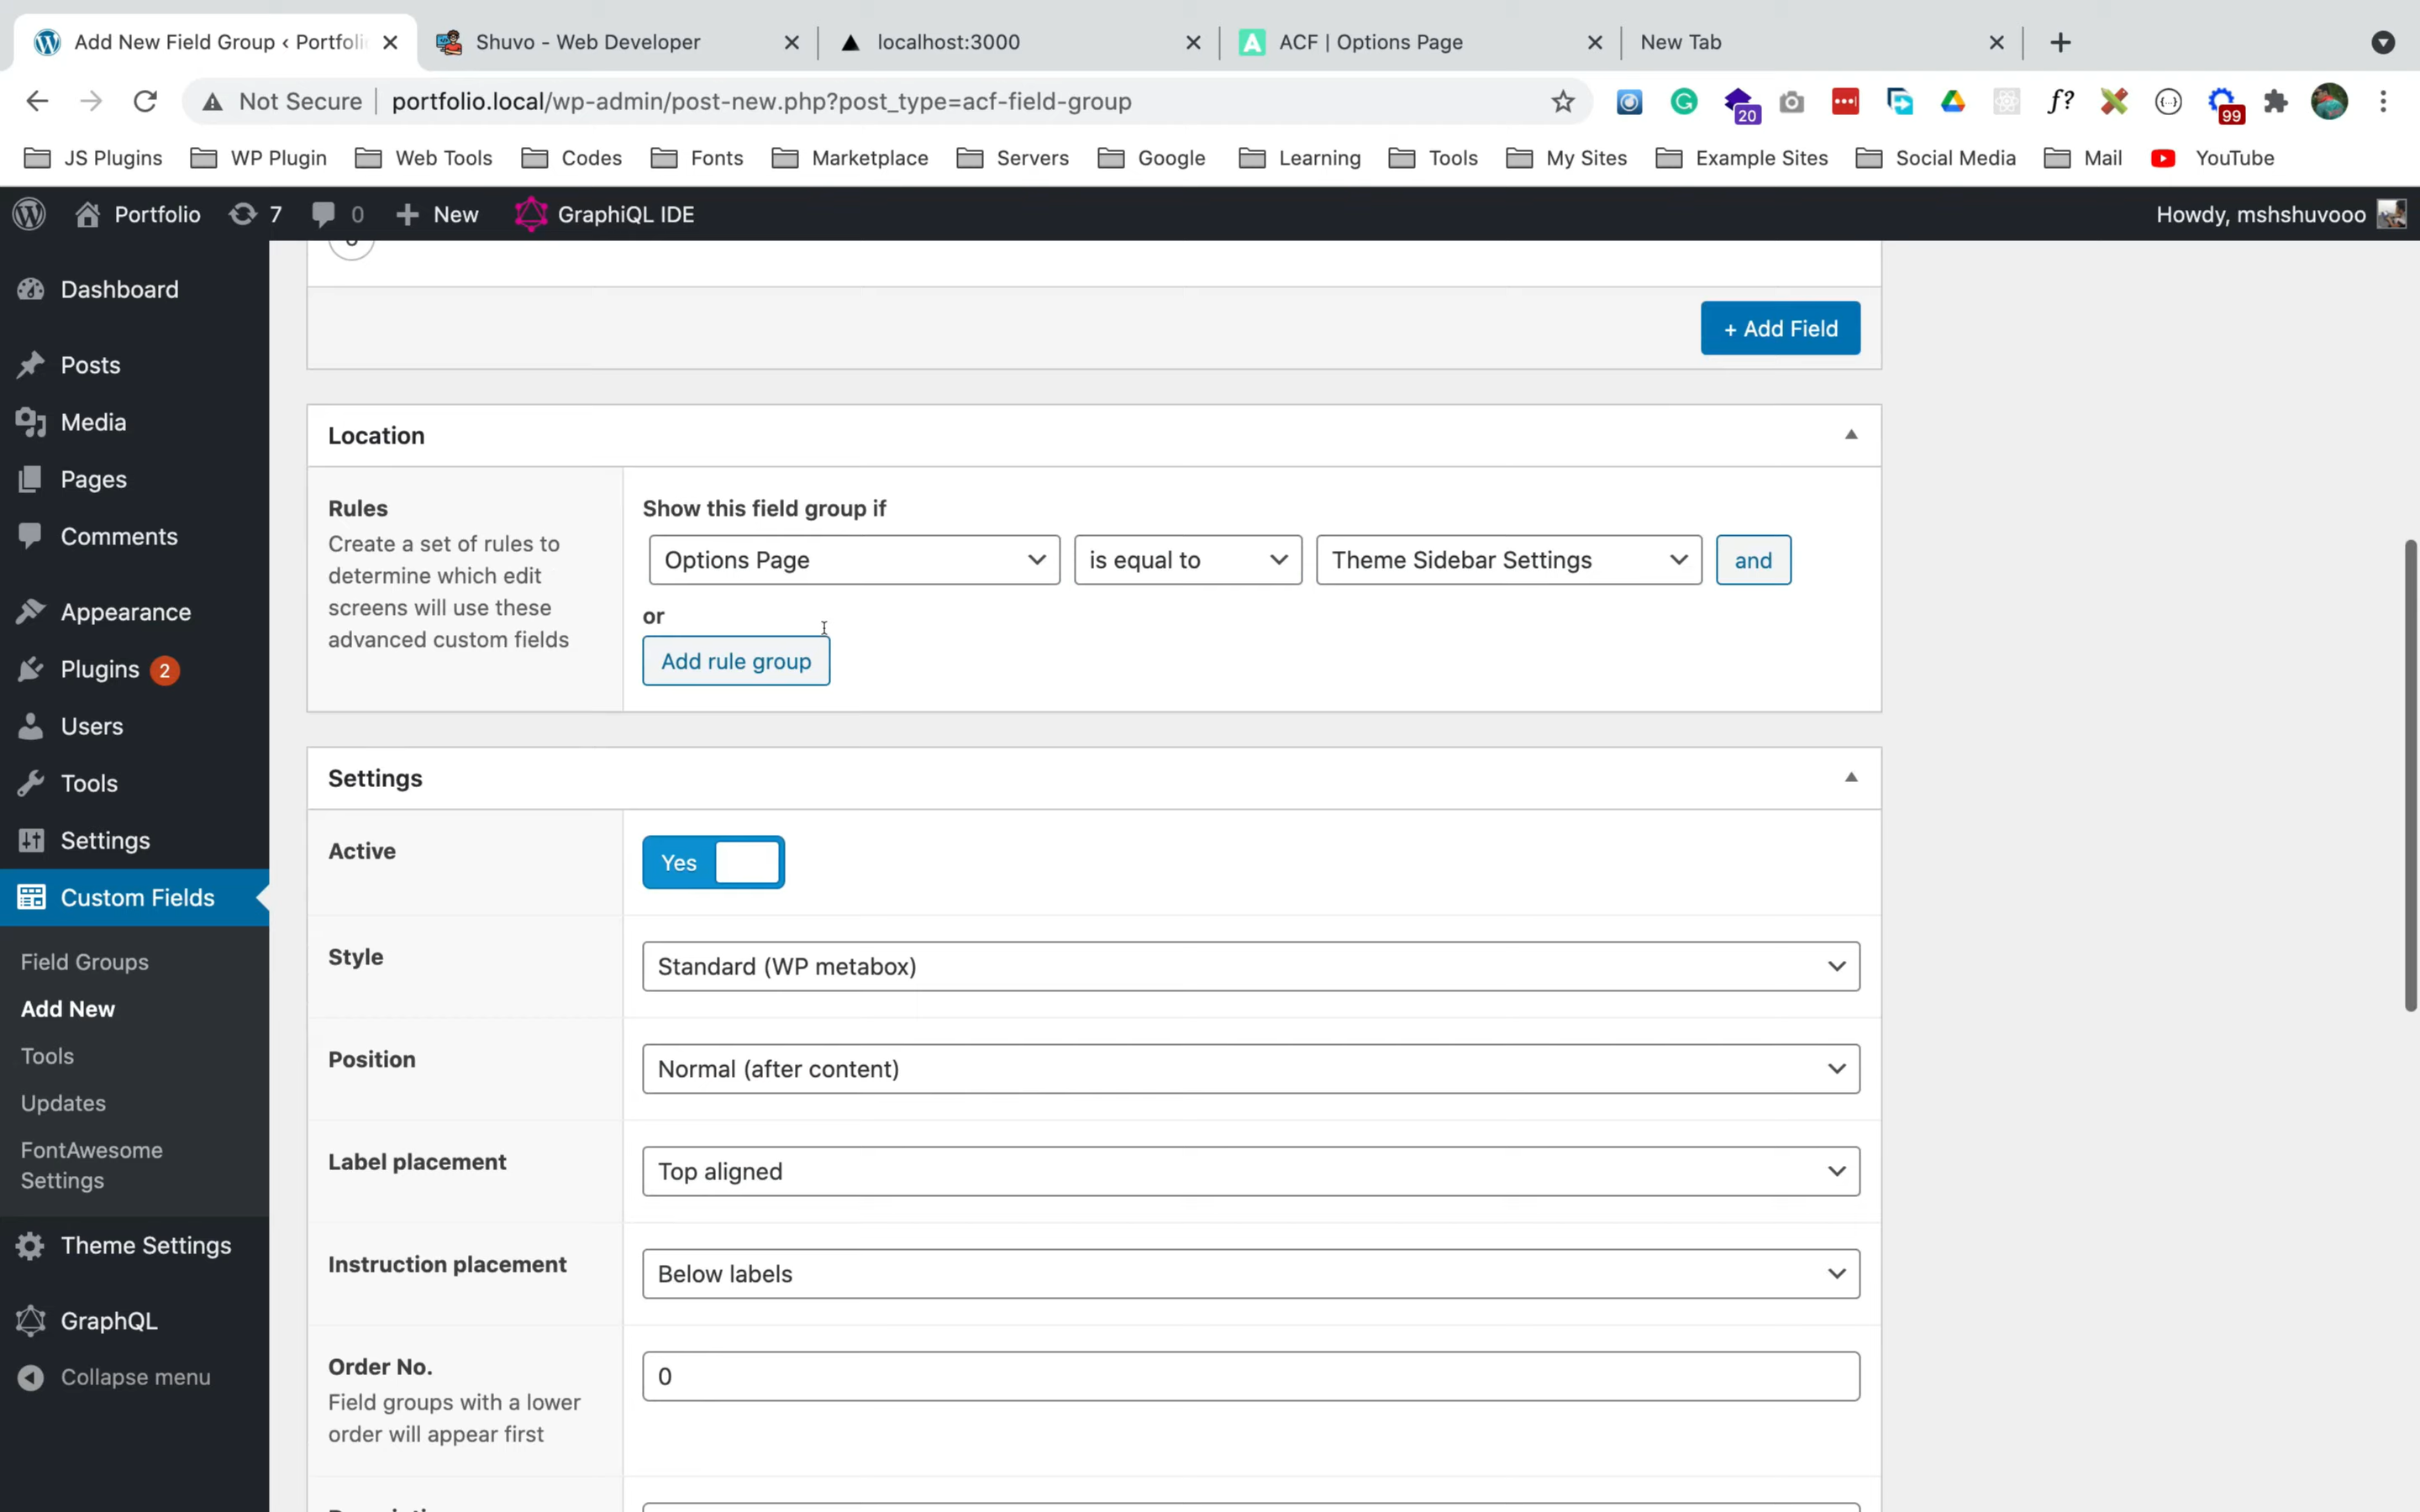 Add New Field Group ‹ Portfoli
Shuvo - Web Developer
localhost:3000
ACF | Options Page
New Tab
Not Secure
portfolio.local/wp-admin/post-new.php?post_type=acf-field-group
20
f?
99
JS Plugins
WP Plugin
Web Tools
Codes
Fonts
Marketplace
Servers
Google
Learning
Tools
My Sites
Example Sites
Social Media
Mail
YouTube
Portfolio
7
0
New
GraphiQL IDE
Howdy, mshshuvooo
Dashboard
Posts
Media
Pages
Comments
Appearance
Plugins 2
Users
Tools
Settings
Custom Fields
Field Groups
Add New
Tools
Updates
FontAwesome
Settings
Theme Settings
GraphQL
Collapse menu
+ Add Field
Location
Rules
Create a set of rules to
determine which edit
screens will use these
advanced custom fields
Show this field group if
Options Page
is equal to
Theme Sidebar Settings
and
or
Add rule group
Settings
Active
Yes
Style
Standard (WP metabox)
Position
Normal (after content)
Label placement
Top aligned
Instruction placement
Below labels
Order No.
Field groups with a lower
order will appear first
0